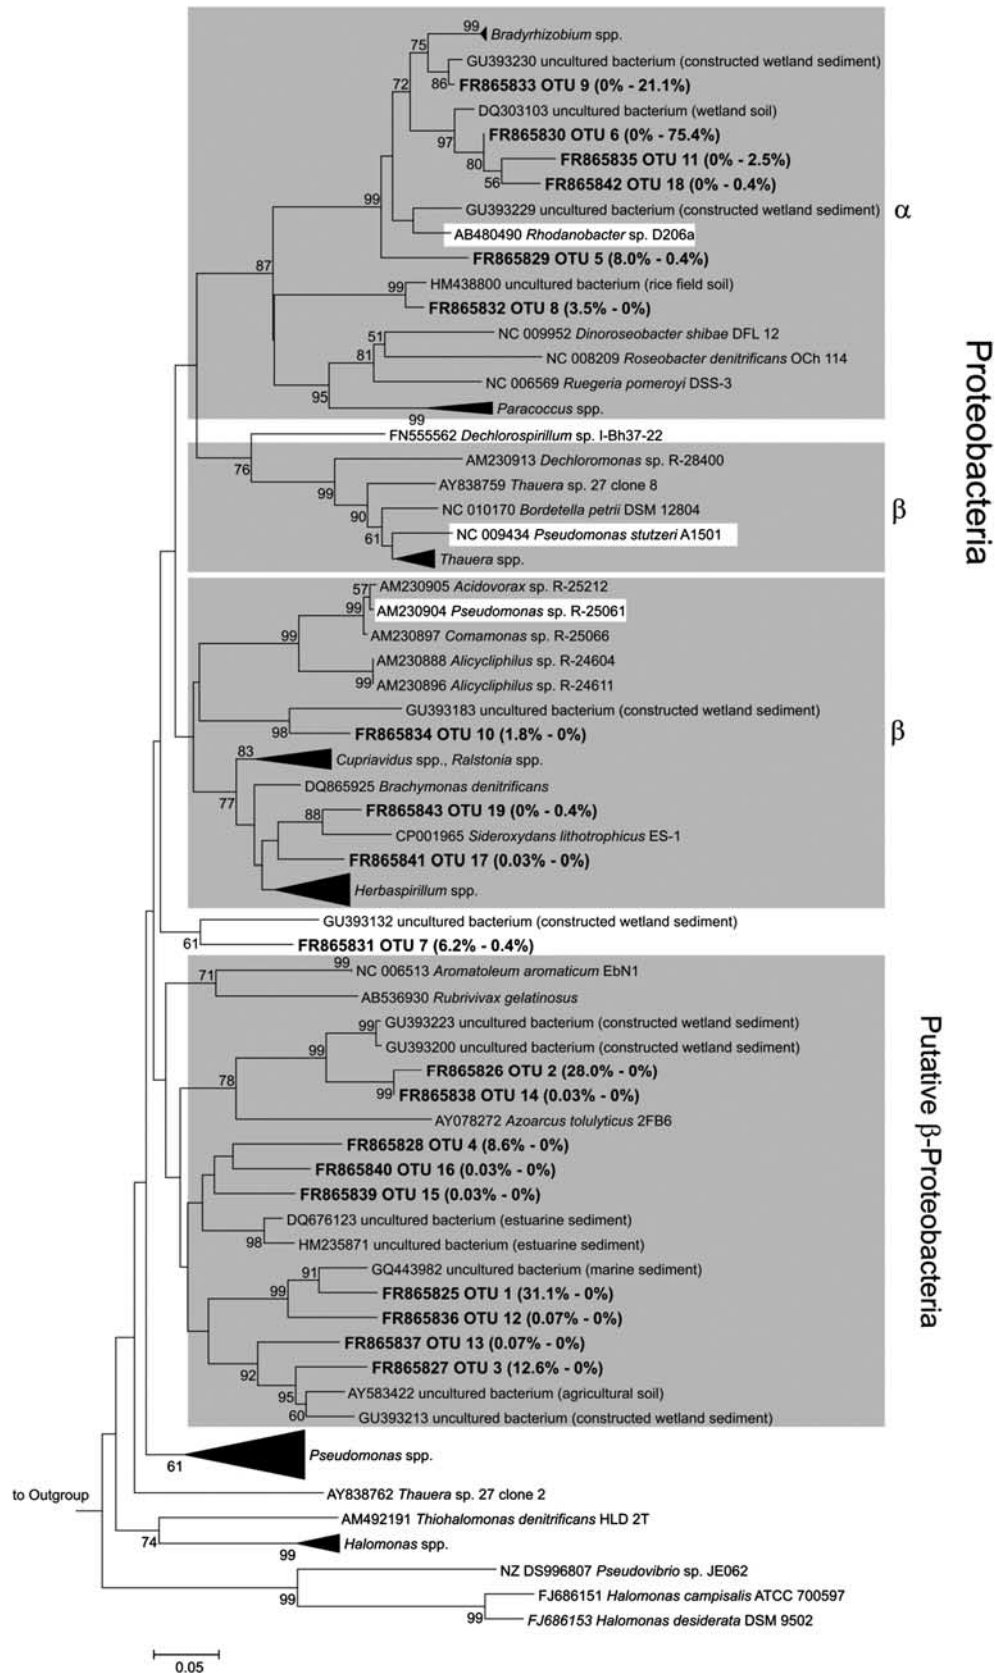 99
Bradyrhizobium spp.
75
GU393230 uncultured bacterium (constructed wetland sediment)
86
FR865833 OTU 9 (0% - 21.1%)
72
DQ303103 uncultured bacterium (wetland soil)
97
FR865830 OTU 6 (0% - 75.4%)
80
FR865835 OTU 11 (0% - 2.5%)
56
FR865842 OTU 18 (0% - 0.4%)
99
GU393229 uncultured bacterium (constructed wetland sediment)
α
AB480490 Rhodanobacter sp. D206a
FR865829 OTU 5 (8.0% - 0.4%)
87
99
HM438800 uncultured bacterium (rice field soil)
FR865832 OTU 8 (3.5% - 0%)
51
NC 009952 Dinoroseobacter shibae DFL 12
81
NC 008209 Roseobacter denitrificans OCh 114
95
NC 006569 Ruegeria pomeroyi DSS-3
99
Paracoccus spp.
Proteobacteria
FN555562 Dechlorospirillum sp. I-Bh37-22
76
AM230913 Dechloromonas sp. R-28400
99
AY838759 Thauera sp. 27 clone 8
90
NC 010170 Bordetella petrii DSM 12804
β
61
NC 009434 Pseudomonas stutzeri A1501
Thauera spp.
57
AM230905 Acidovorax sp. R-25212
99
AM230904 Pseudomonas sp. R-25061
99
AM230897 Comamonas sp. R-25066
AM230888 Alicycliphilus sp. R-24604
99
AM230896 Alicycliphilus sp. R-24611
GU393183 uncultured bacterium (constructed wetland sediment)
98
FR865834 OTU 10 (1.8% - 0%)
β
83
Cupriavidus spp., Ralstonia spp.
77
DQ865925 Brachymonas denitrificans
88
FR865843 OTU 19 (0% - 0.4%)
CP001965 Sideroxydans lithotrophicus ES-1
FR865841 OTU 17 (0.03% - 0%)
Herbaspirillum spp.
GU393132 uncultured bacterium (constructed wetland sediment)
61
FR865831 OTU 7 (6.2% - 0.4%)
99
71
NC 006513 Aromatoleum aromaticum EbN1
AB536930 Rubrivivax gelatinosus
99
GU393223 uncultured bacterium (constructed wetland sediment)
99
GU393200 uncultured bacterium (constructed wetland sediment)
78
FR865826 OTU 2 (28.0% - 0%)
99
FR865838 OTU 14 (0.03% - 0%)
AY078272 Azoarcus tolulyticus 2FB6
FR865828 OTU 4 (8.6% - 0%)
FR865840 OTU 16 (0.03% - 0%)
FR865839 OTU 15 (0.03% - 0%)
Putative β-Proteobacteria
DQ676123 uncultured bacterium (estuarine sediment)
98
HM235871 uncultured bacterium (estuarine sediment)
91
GQ443982 uncultured bacterium (marine sediment)
99
FR865825 OTU 1 (31.1% - 0%)
FR865836 OTU 12 (0.07% - 0%)
FR865837 OTU 13 (0.07% - 0%)
92
FR865827 OTU 3 (12.6% - 0%)
95
AY583422 uncultured bacterium (agricultural soil)
60
GU393213 uncultured bacterium (constructed wetland sediment)
61
Pseudomonas spp.
to Outgroup
AY838762 Thauera sp. 27 clone 2
AM492191 Thiohalomonas denitrificans HLD 2T
74
Halomonas spp.
99
NZ DS996807 Pseudovibrio sp. JE062
99
FJ686151 Halomonas campisalis ATCC 700597
99
FJ686153 Halomonas desiderata DSM 9502
0.05